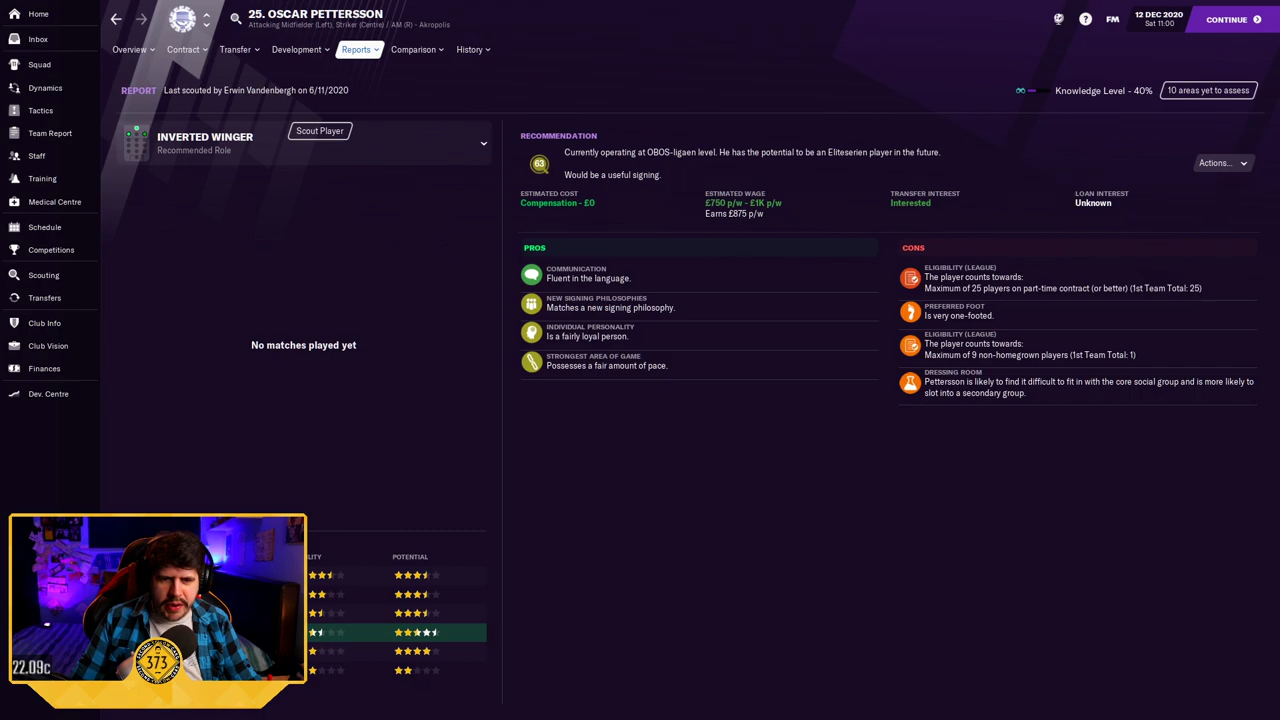 25. OSCAR PETTERSSON
Attacking Midfielder (Left), Striker (Centre) / AM (R) - Akropolis
FM
12 DEC 2020
Sat 11:00
CONTINUE
Home
Inbox
Squad
Dynamics
Tactics
Team Report
Staff
Training
Medical Centre
Schedule
Competitions
Scouting
Transfers
Club Info
Club Vision
Finances
Dev. Centre
Overview
Contract
Transfer
Development
Reports
Comparison
History
REPORT Last scouted by Erwin Vandenbergh on 6/11/2020
Knowledge Level - 40%
10 areas yet to assess
INVERTED WINGER
Recommended Role
Scout Player
No matches played yet
RECOMMENDATION
63
Currently operating at OBOS-ligaen level. He has the potential to be an Eliteserien player in the future.
Would be a useful signing.
Actions...
ESTIMATED COST
Compensation - £0
ESTIMATED WAGE
£750 p/w - £1K p/w
Earns £875 p/w
TRANSFER INTEREST
Interested
LOAN INTEREST
Unknown
PROS
COMMUNICATION
Fluent in the language.
NEW SIGNING PHILOSOPHIES
Matches a new signing philosophy.
INDIVIDUAL PERSONALITY
Is a fairly loyal person.
STRONGEST AREA OF GAME
Possesses a fair amount of pace.
CONS
ELIGIBILITY (LEAGUE)
The player counts towards:
Maximum of 25 players on part-time contract (or better) (1st Team Total: 25)
PREFERRED FOOT
Is very one-footed.
ELIGIBILITY (LEAGUE)
The player counts towards:
Maximum of 9 non-homegrown players (1st Team Total: 1)
DRESSING ROOM
Pettersson is likely to find it difficult to fit in with the core social group and is more likely to
slot into a secondary group.
ILITY
POTENTIAL
22.09c
373